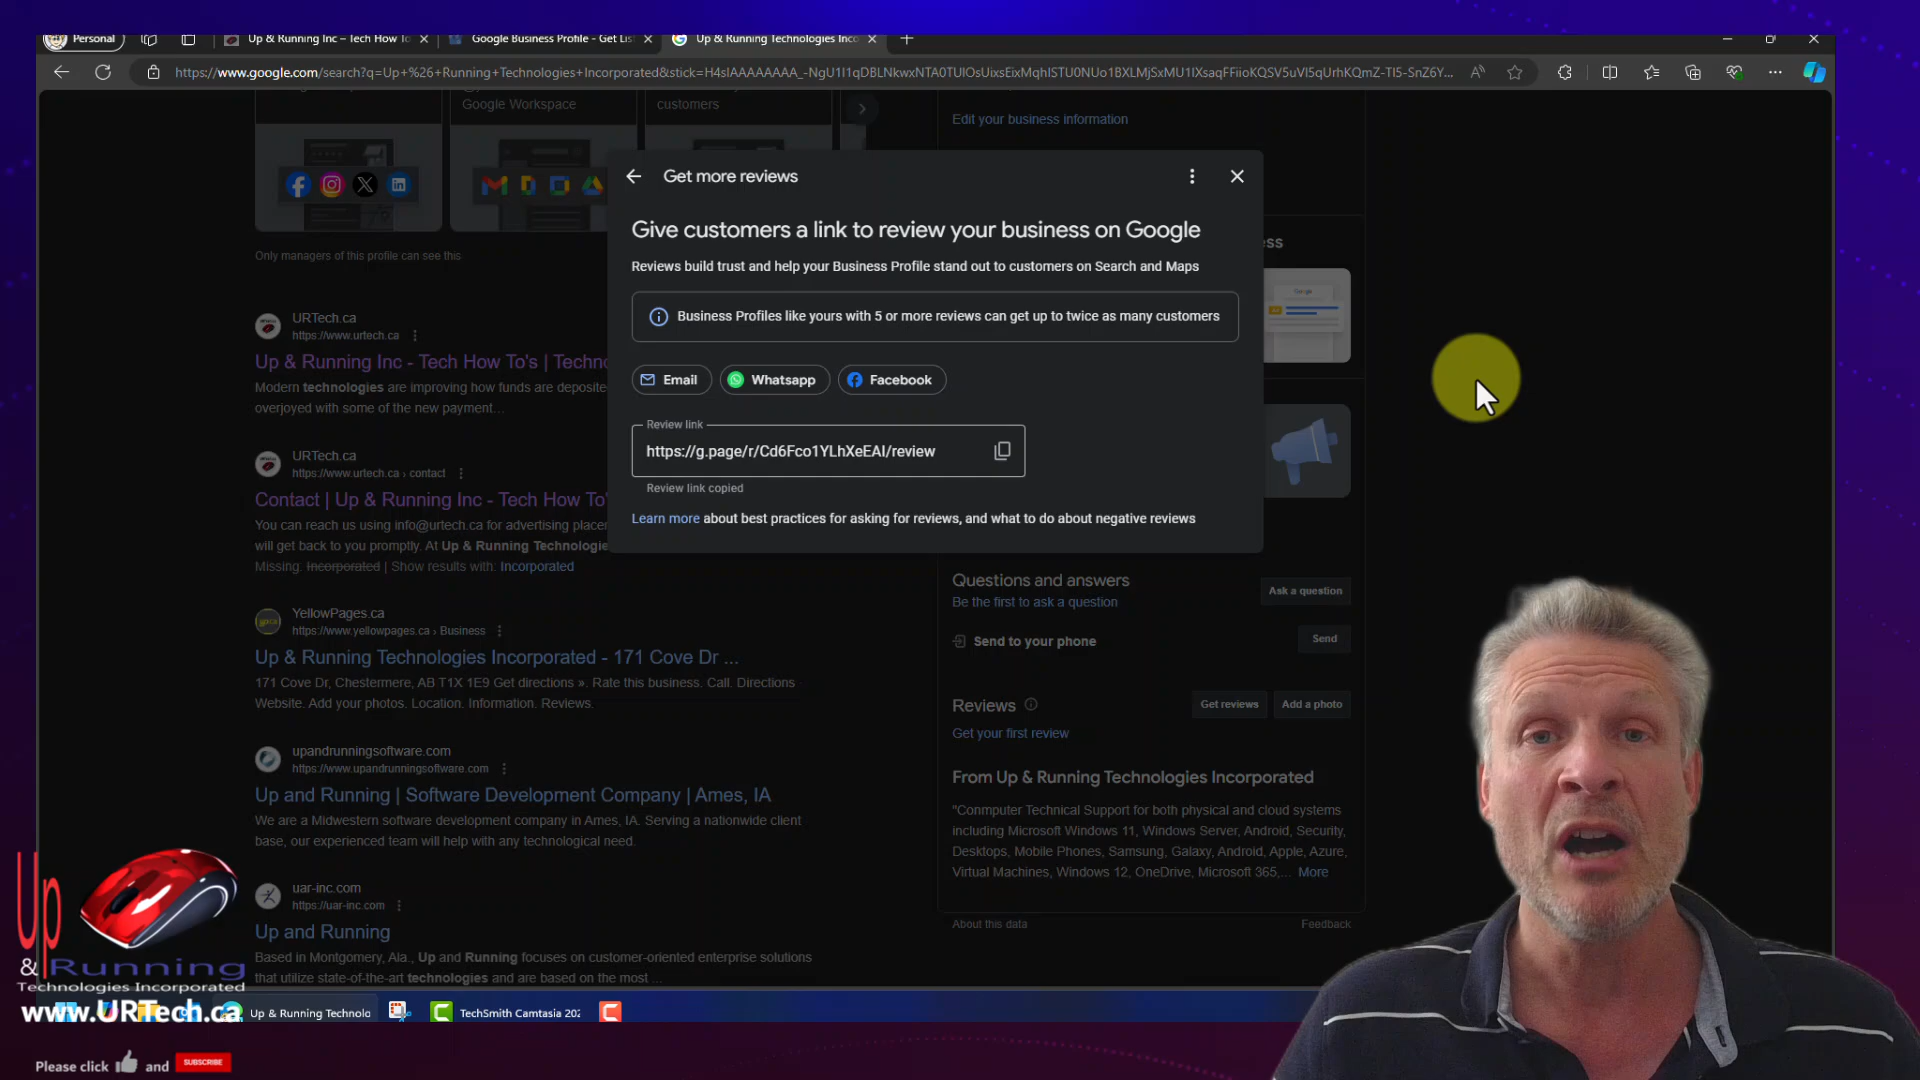 Personal
Up & Running Inc – Tech How To
Google Business Profile - Get List
Up & Running Technologies Inco
https://www.google.com/search?q=Up+%26+Running+Technologies+Incorporated&stick=
Google Workspace
customers
Edit your business information
Only managers of this profile can see this
Get more reviews
Give customers a link to review your business on Google
Reviews build trust and help your Business Profile stand out to customers on Search and Maps
Business Profiles like yours with 5 or more reviews can get up to twice as many customers
Email
Whatsapp
Facebook
Review link
https://g.page/r/Cd6Fco1YLhXeEAI/review
Review link copied
Learn more about best practices for asking for reviews, and what to do about negative reviews
ss
Google
URTech.ca
https://www.urtech.ca
Up & Running Inc - Tech How To's | Techno
Modern technologies are improving how funds are deposite
overjoyed with some of the new payment…
URTech.ca
https://www.urtech.ca › contact
Contact | Up & Running Inc - Tech How To'
You can reach us using info@urtech.ca for advertising place
will get back to you promptly. At Up & Running Technologie
Missing: Incorporated | Show results with: Incorporated
YellowPages.ca
https://www.yellowpages.ca › Business
Up & Running Technologies Incorporated - 171 Cove Dr ...
171 Cove Dr, Chestermere, AB T1X 1E9 Get directions ». Rate this business. Call. Directions
Website. Add your photos. Location. Information. Reviews.
upandrunningsoftware.com
https://www.upandrunningsoftware.com
Up and Running | Software Development Company | Ames, IA
We are a Midwestern software development company in Ames, IA. Serving a nationwide client
base, our experienced team will help with any technological need.
uar-inc.com
https://uar-inc.com
Up and Running
Based in Montgomery, Ala., Up and Running focuses on customer-oriented enterprise solutions
that utilize state-of-the-art technologies and are based on the most ...
Questions and answers
Ask a question
Be the first to ask a question
Send to your phone
Send
Reviews
Get reviews
Add a photo
Get your first review
From Up & Running Technologies Incorporated
"Conmputer Technical Support for both physical and cloud systems
including Microsoft Windows 11, Windows Server, Android, Security,
Desktops, Mobile Phones, Samsung, Galaxy, Android, Apple, Azure,
Virtual Machines, Windows 12, OneDrive, Microsoft 365,... More
About this data
Feedback
Up
& Running
Technologies Incorporated
www.URTech.ca
Up & Running Technolo
TechSmith Camtasia 202
Please click and SUBSCRIBE